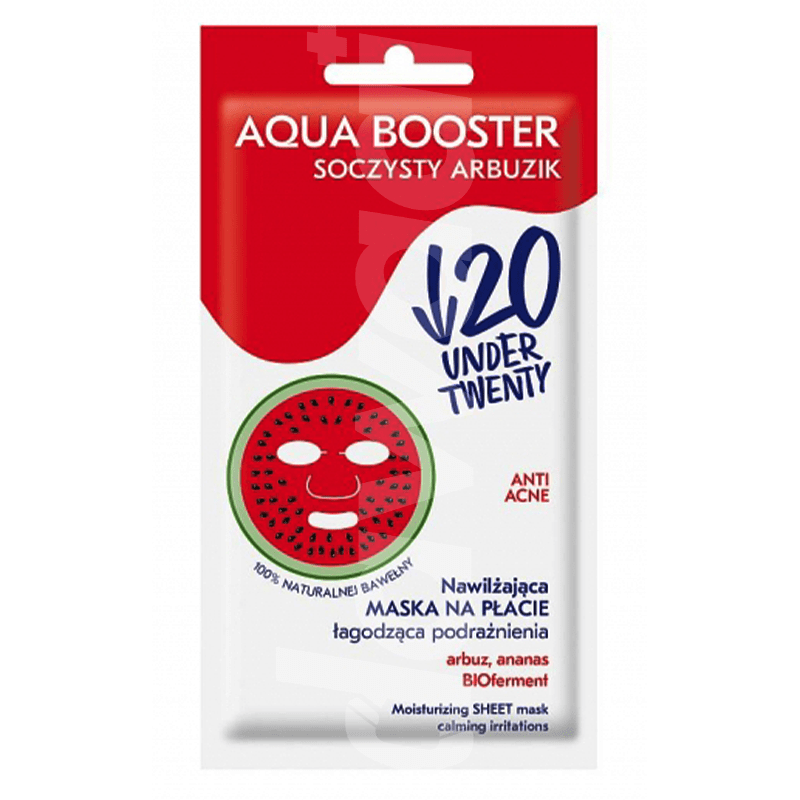 AQUA BOOSTER
SOCZYSTY ARBUZIK
20
UNDER
TWENTY
ANTI
ACNE
100% NATURALNEJ BAWEŁNY
Nawilżająca
MASKA NA PŁACIE
łagodząca podrażnienia
arbuz, ananas
BIOferment
Moisturizing SHEET mask
calming irritations